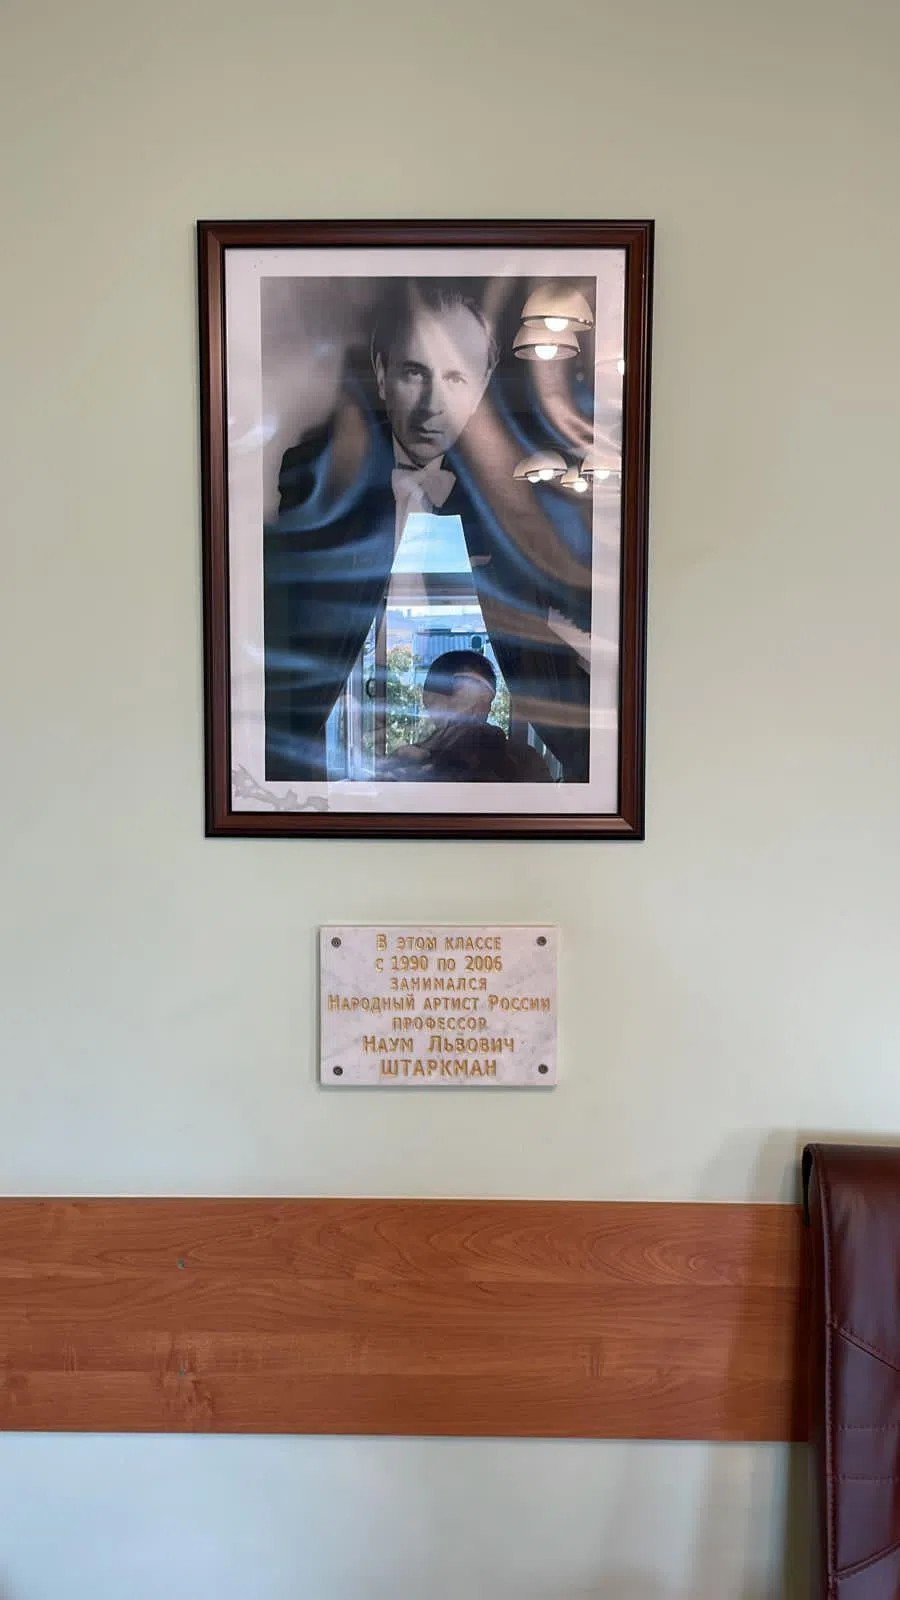 В ЭТОМ КЛАССЕ
С 1990 ПО 2006
ЗАНИМАЛСЯ
НАРОДНЫЙ АРТИСТ РОССИИ
ПРОФЕССОР
НАУМ ЛЬВОВИЧ
ШТАРКМАН